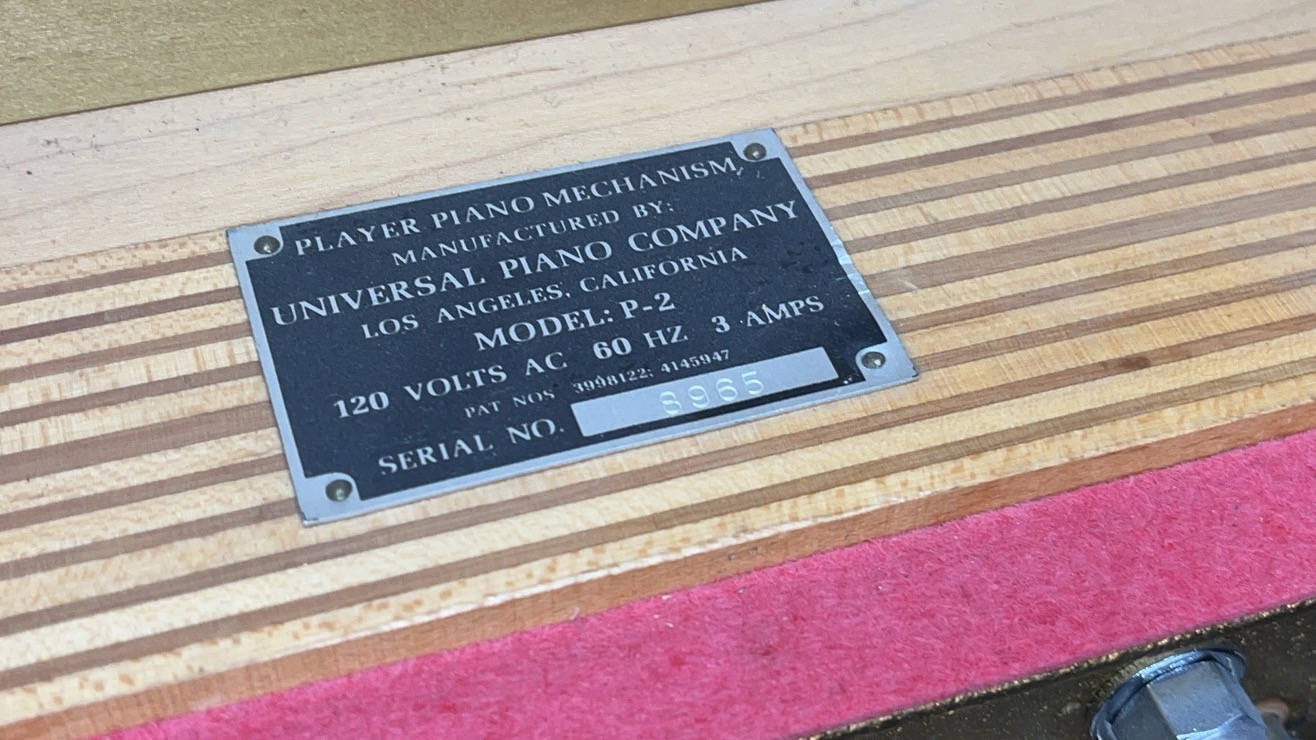 PLAYER PIANO MECHANISM
MANUFACTURED BY:
UNIVERSAL PIANO COMPANY
LOS ANGELES, CALIFORNIA
MODEL: P-2
120 VOLTS AC 60 HZ 3 AMPS
PAT NOS 3998122; 4145947
SERIAL NO. 8965